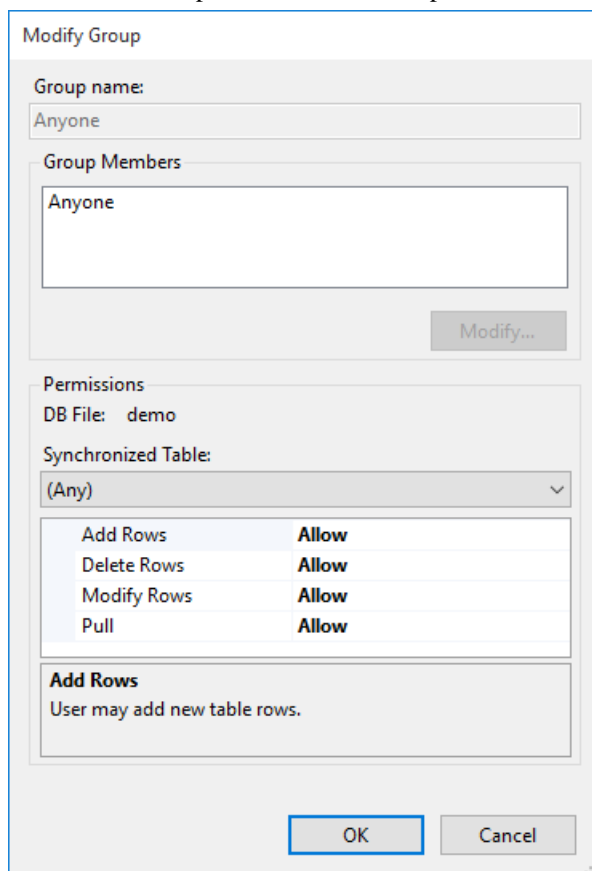 Modify Group
Group name:
Anyone
Group Members
Anyone
Modify...
Permissions
DB File: demo
Synchronized Table:
(Any)
Add Rows Allow
Delete Rows Allow
Modify Rows Allow
Pull Allow
Add Rows
User may add new table rows.
OK Cancel